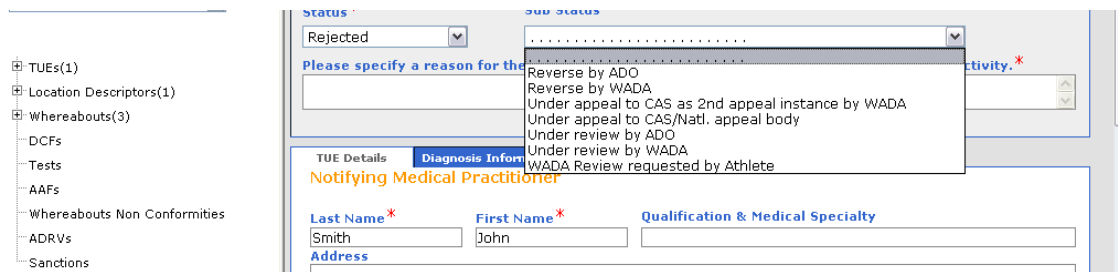 TUEs(1)
Location Descriptors(1)
Whereabouts(3)
DCFs
Tests
AAFs
Whereabouts Non Conformities
ADRVs
Sanctions
Status Sub Status
Rejected . . . . . . . . . . . . . . . . . . . . . . . . .
. . . . . . . . . . . . . . . . . . . . . . . . .
Please specify a reason for the ctivity.*
Reverse by ADO
Reverse by WADA
Under appeal to CAS as 2nd appeal instance by WADA
Under appeal to CAS/Natl. appeal body
Under review by ADO
Under review by WADA
WADA Review requested by Athlete
TUE Details Diagnosis Inform
Notifying Medical Practitioner
Last Name* First Name* Qualification & Medical Specialty
Smith John
Address